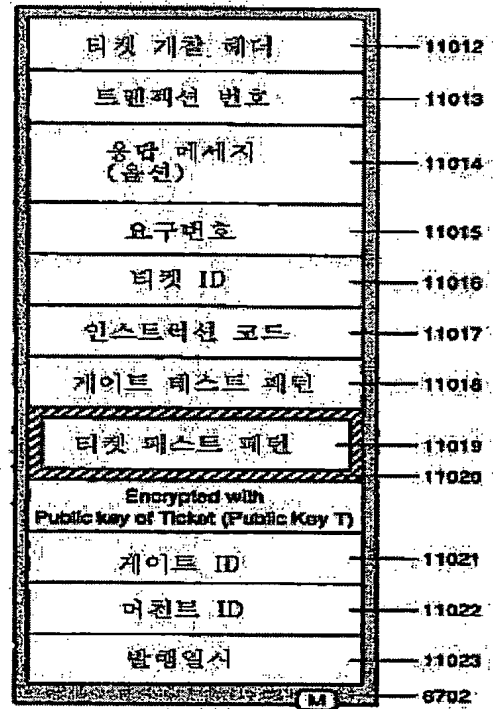 티켓 개찰 헤더 11012
트랜잭션 번호 11013
응답 메세지 11014
(옵션)
요구번호 11015
티켓 ID 11016
인스트럭션 코드 11017
게이트 테스트 패턴 11018
티켓 테스트 패턴 11019
11020
Encrypted with
Public key of Ticket (Public Key T)
게이트 ID 11021
머천트 ID 11022
발행일시 11023
M 6702